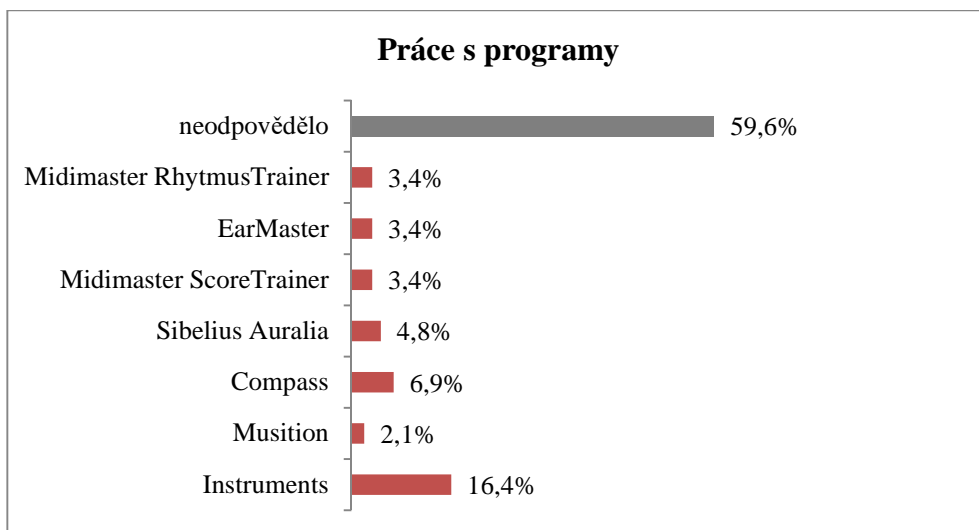 Práce s programy
neodpovědělo 59,6%
Midimaster RhytmusTrainer 3,4%
EarMaster 3,4%
Midimaster ScoreTrainer 3,4%
Sibelius Auralia 4,8%
Compass 6,9%
Musition 2,1%
Instruments 16,4%